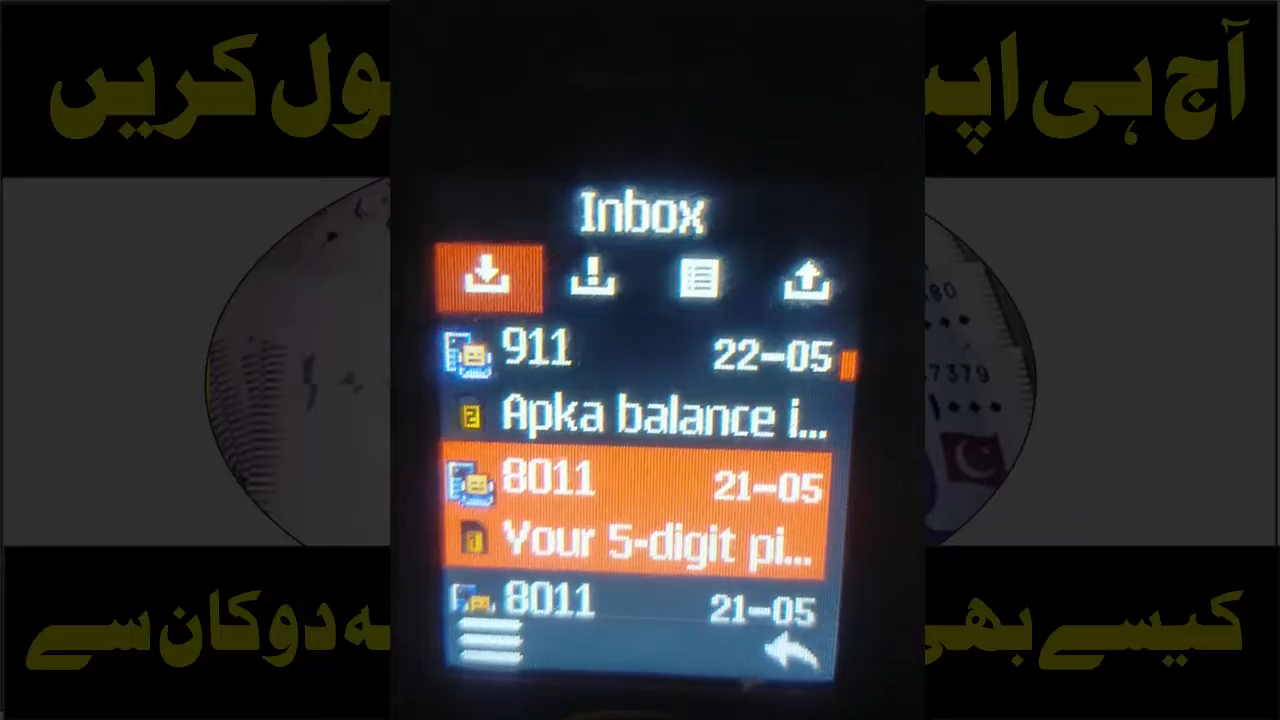 آج ہی اپ ول کریں
Inbox
911 22-05
Apka balance i...
8011 21-05
Your 5-digit pi...
8011 21-05
7379
کیسے بھی ہ دوکان سے